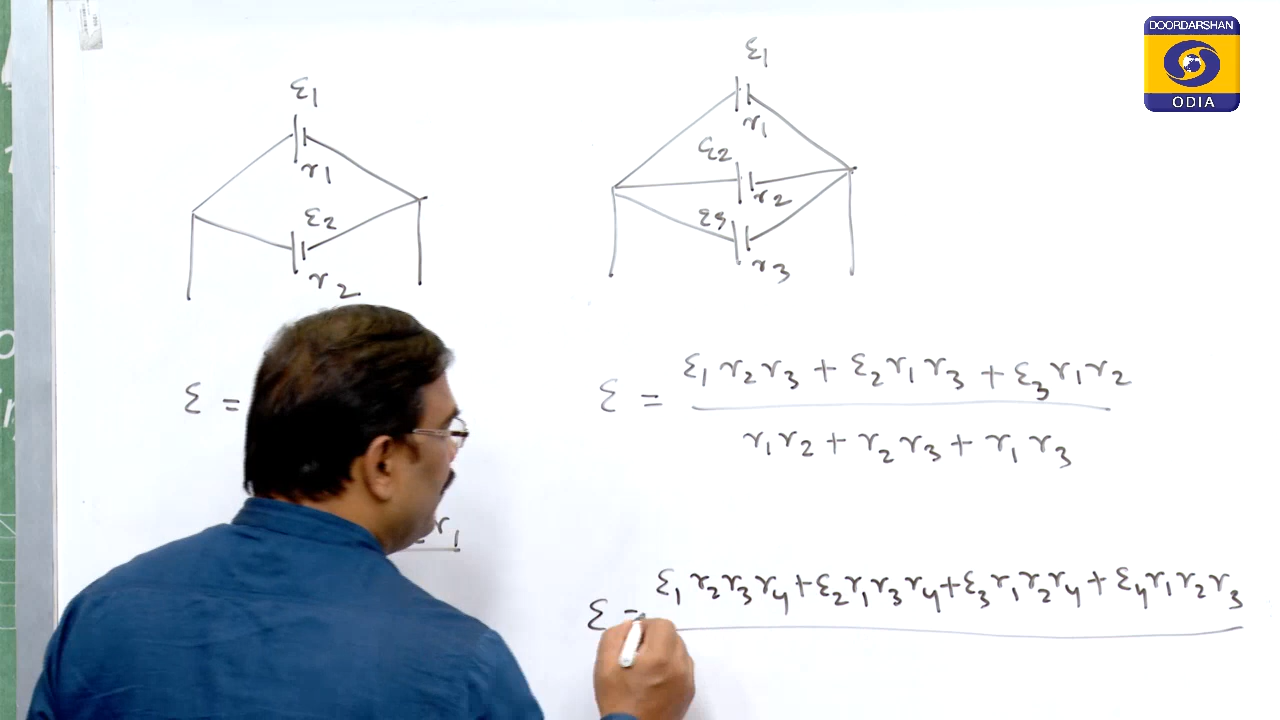 DOORDARSHAN
ODIA
ε1
r1
ε2
r2
ε1
r1
ε2
r2
ε3
r3
ε =
r1
ε = ε1 r2 r3 + ε2 r1 r3 + ε3 r1 r2
r1 r2 + r2 r3 + r1 r3
ε = ε1 r2 r3 r4 + ε2 r1 r3 r4 + ε3 r1 r2 r4 + ε4 r1 r2 r3